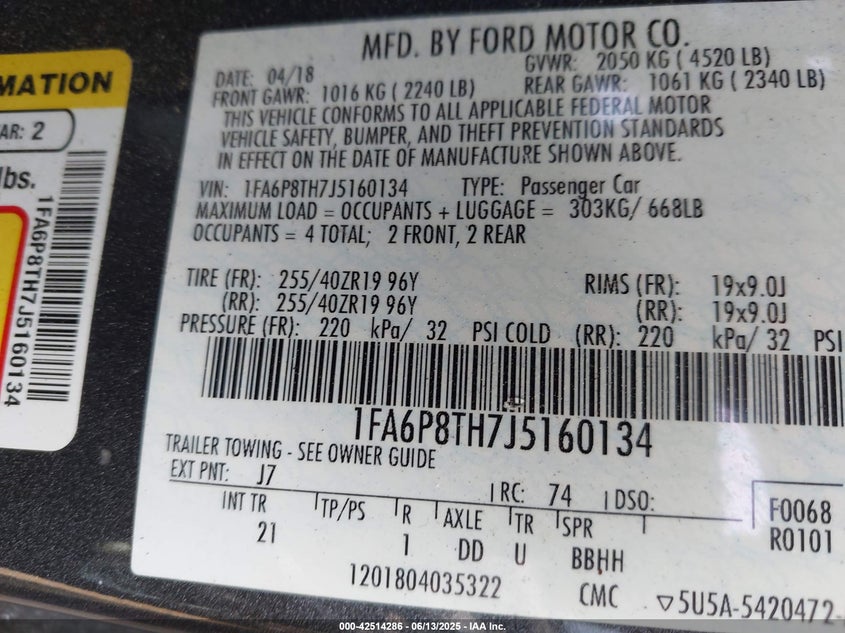 MATION
AR: 2
lbs.
1FA6P8TH7J5160134
MFD. BY FORD MOTOR CO.
DATE: 04/18 GVWR: 2050 KG ( 4520 LB)
FRONT GAWR: 1016 KG ( 2240 LB) REAR GAWR: 1061 KG ( 2340 LB)
THIS VEHICLE CONFORMS TO ALL APPLICABLE FEDERAL MOTOR
VEHICLE SAFETY, BUMPER, AND THEFT PREVENTION STANDARDS
IN EFFECT ON THE DATE OF MANUFACTURE SHOWN ABOVE.
VIN: 1FA6P8TH7J5160134 TYPE: Passenger Car
MAXIMUM LOAD = OCCUPANTS + LUGGAGE = 303KG/ 668LB
OCCUPANTS = 4 TOTAL; 2 FRONT, 2 REAR
TIRE (FR): 255/40ZR19 96Y RIMS (FR): 19x9.0J
(RR): 255/40ZR19 96Y (RR): 19x9.0J
PRESSURE (FR): 220 kPa/ 32 PSI COLD (RR): 220 kPa/ 32 PSI
1FA6P8TH7J5160134
TRAILER TOWING - SEE OWNER GUIDE
EXT PNT: J7 RC: 74 DSO: F0068
INT TR TP/PS R AXLE TR SPR R0101
21 1 DD U BBHH
1201804035322 CMC ▽5U5A-5420472-
000-42514286 - 06/13/2025 - IAA Inc.